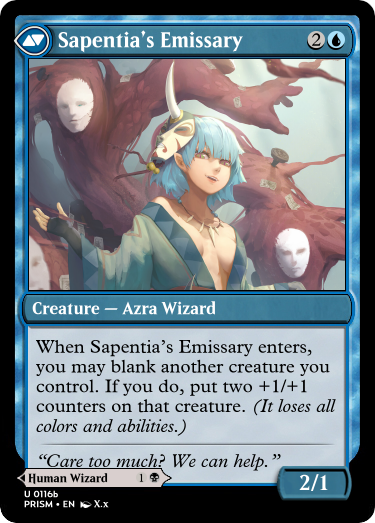 Sapentia's Emissary 2
Creature — Azra Wizard
When Sapentia's Emissary enters,
you may blank another creature you
control. If you do, put two +1/+1
counters on that creature. (It loses all
colors and abilities.)
"Care too much? We can help."
Human Wizard 1
2/1
U 0116b
PRISM • EN X.x